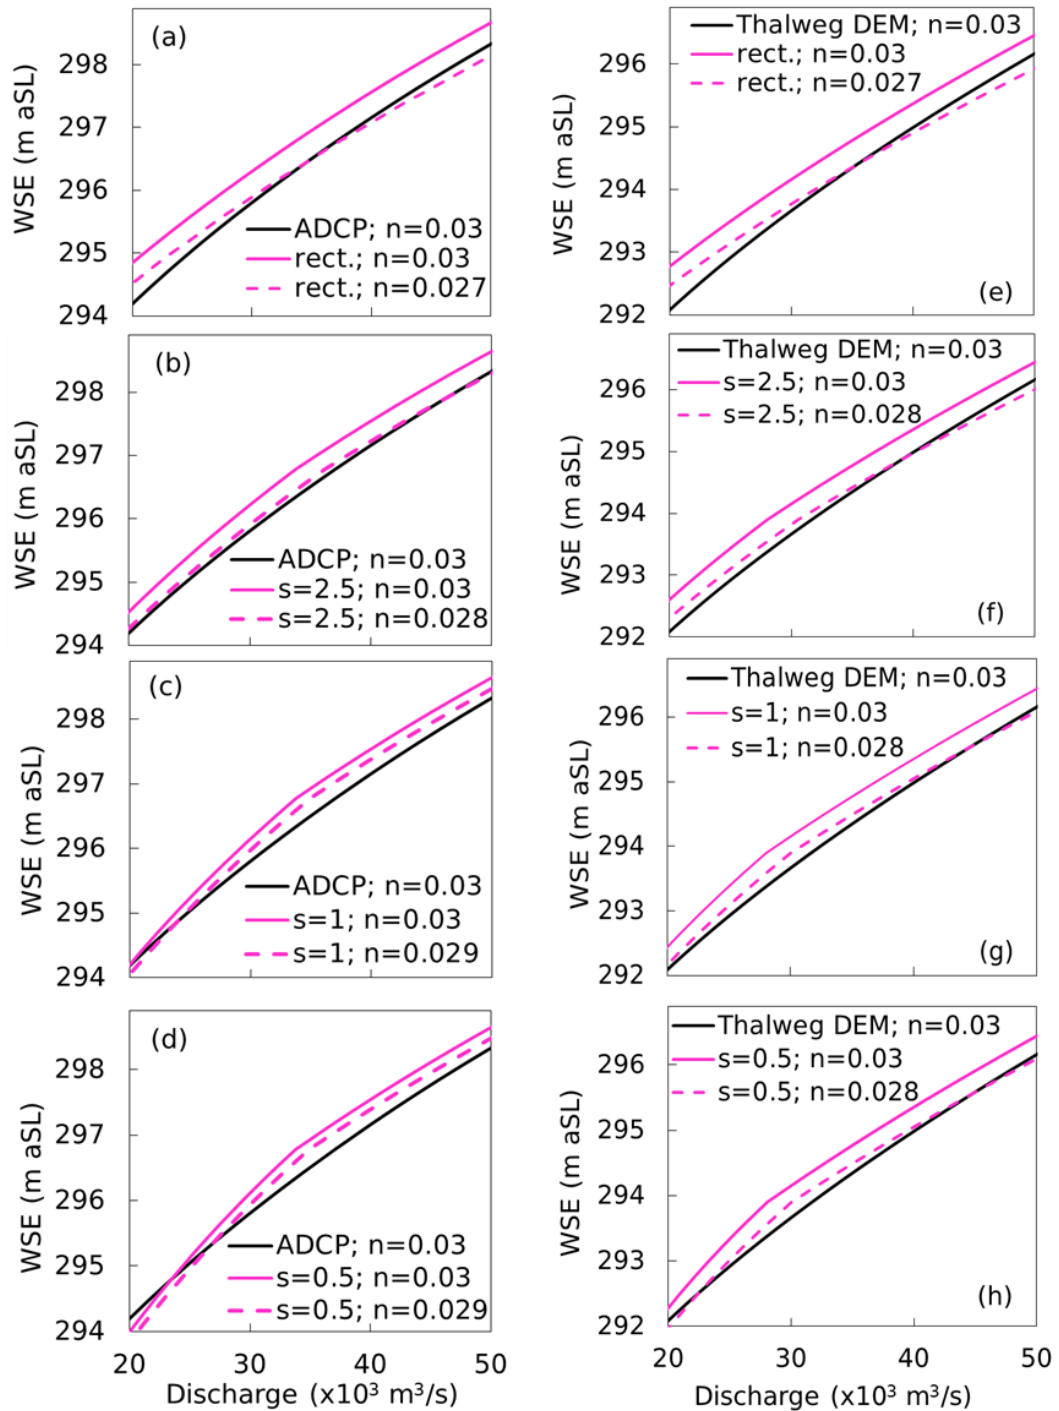 (a)
WSE (m aSL)
298
297
296
295
294
ADCP; n=0.03
rect.; n=0.03
rect.; n=0.027
(e)
WSE (m aSL)
296
295
294
293
292
Thalweg DEM; n=0.03
rect.; n=0.03
rect.; n=0.027
(b)
WSE (m aSL)
298
297
296
295
294
ADCP; n=0.03
s=2.5; n=0.03
s=2.5; n=0.028
(f)
WSE (m aSL)
296
295
294
293
292
Thalweg DEM; n=0.03
s=2.5; n=0.03
s=2.5; n=0.028
(c)
WSE (m aSL)
298
297
296
295
294
ADCP; n=0.03
s=1; n=0.03
s=1; n=0.029
(g)
WSE (m aSL)
296
295
294
293
292
Thalweg DEM; n=0.03
s=1; n=0.03
s=1; n=0.028
(d)
WSE (m aSL)
298
297
296
295
294
ADCP; n=0.03
s=0.5; n=0.03
s=0.5; n=0.029
20 30 40 50
Discharge (x10³ m³/s)
(h)
WSE (m aSL)
296
295
294
293
292
Thalweg DEM; n=0.03
s=0.5; n=0.03
s=0.5; n=0.028
20 30 40 50
Discharge (x10³ m³/s)